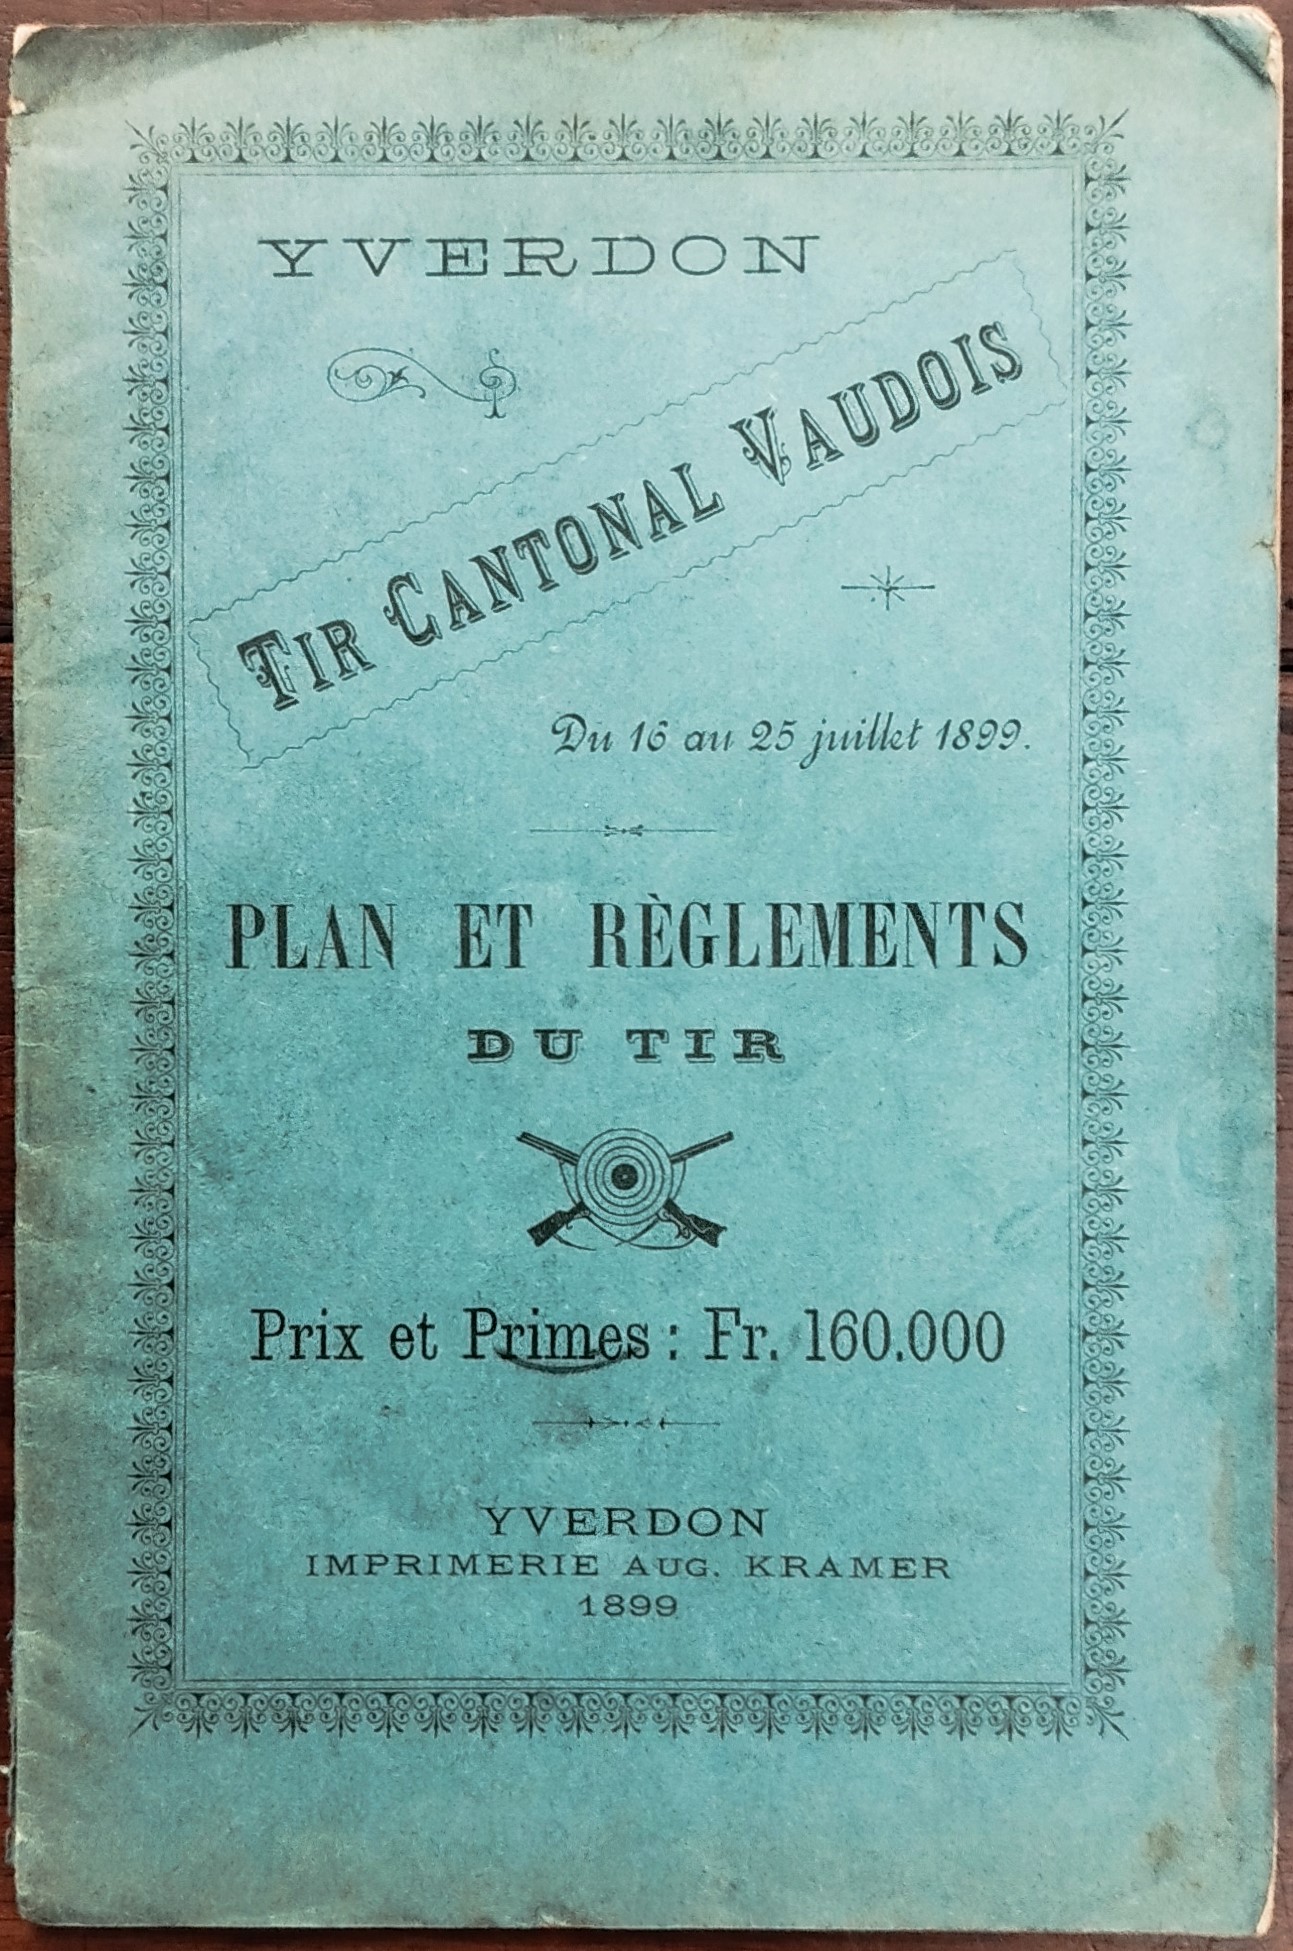 YVERDON
TIR CANTONAL VAUDOIS
Du 16 au 25 juillet 1899.
PLAN ET RÈGLEMENTS
DU TIR
Prix et Primes : Fr. 160.000
YVERDON
IMPRIMERIE AUG. KRAMER
1899